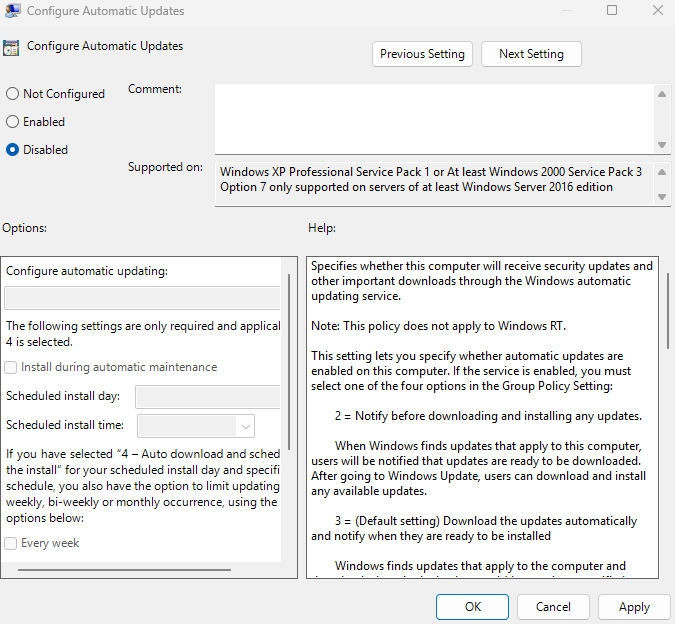 Configure Automatic Updates
Configure Automatic Updates
Previous Setting
Next Setting
Not Configured
Enabled
Disabled
Comment:
Supported on:
Windows XP Professional Service Pack 1 or At least Windows 2000 Service Pack 3
Option 7 only supported on servers of at least Windows Server 2016 edition
Options:
Configure automatic updating:
The following settings are only required and applical
4 is selected.
Install during automatic maintenance
Scheduled install day:
Scheduled install time:
If you have selected “4 – Auto download and sched
the install” for your scheduled install day and specifi
schedule, you also have the option to limit updating
weekly, bi-weekly or monthly occurrence, using the
options below:
Every week
Help:
Specifies whether this computer will receive security updates and
other important downloads through the Windows automatic
updating service.
Note: This policy does not apply to Windows RT.
This setting lets you specify whether automatic updates are
enabled on this computer. If the service is enabled, you must
select one of the four options in the Group Policy Setting:
2 = Notify before downloading and installing any updates.
When Windows finds updates that apply to this computer,
users will be notified that updates are ready to be downloaded.
After going to Windows Update, users can download and install
any available updates.
3 = (Default setting) Download the updates automatically
and notify when they are ready to be installed
Windows finds updates that apply to the computer and
OK
Cancel
Apply